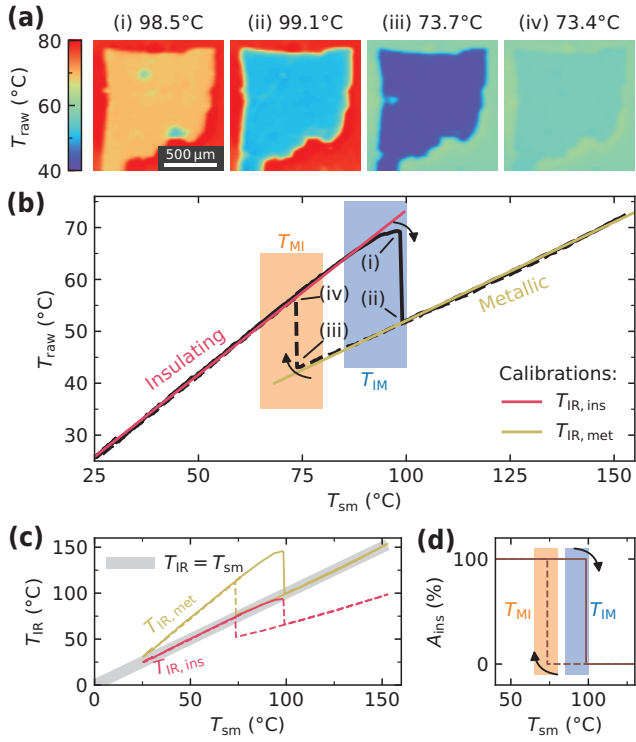 (a)
(i) 98.5°C
(ii) 99.1°C
(iii) 73.7°C
(iv) 73.4°C
T_raw (°C)
80
60
40
500 μm
(b)
T_raw (°C)
70
60
50
40
30
T_MI
(i)
(iv)
(ii)
(iii)
Insulating
Metallic
T_IM
Calibrations:
T_IR, ins
T_IR, met
25
50
75
100
125
150
T_sm (°C)
(c)
T_IR (°C)
150
100
50
0
T_IR = T_sm
T_IR, met
T_IR, ins
0
50
100
150
T_sm (°C)
(d)
A_ins (%)
100
0
T_MI
T_IM
50
100
T_sm (°C)